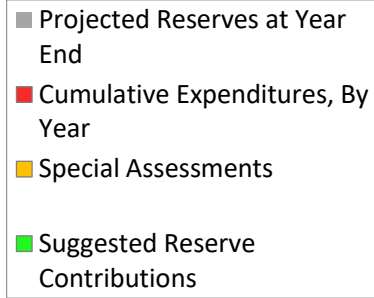 Projected Reserves at Year
End
Cumulative Expenditures, By
Year
Special Assessments
Suggested Reserve
Contributions